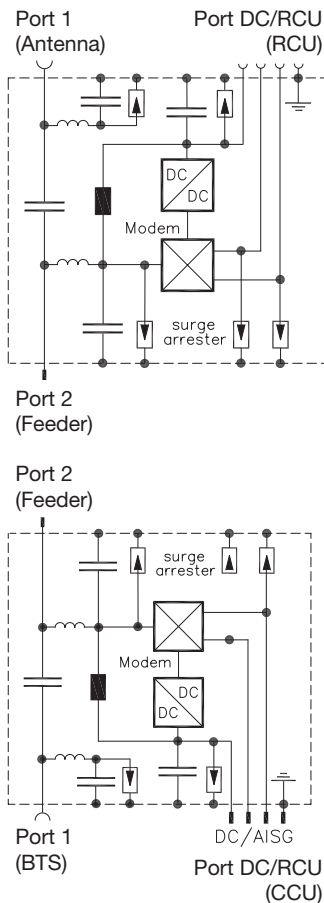 Port 1
(Antenna)
Port DC/RCU
(RCU)
DC
DC
Modem
surge
arrester
Port 2
(Feeder)
Port 2
(Feeder)
surge
arrester
Modem
DC
DC
DC/AISG
Port 1
(BTS)
Port DC/RCU
(CCU)